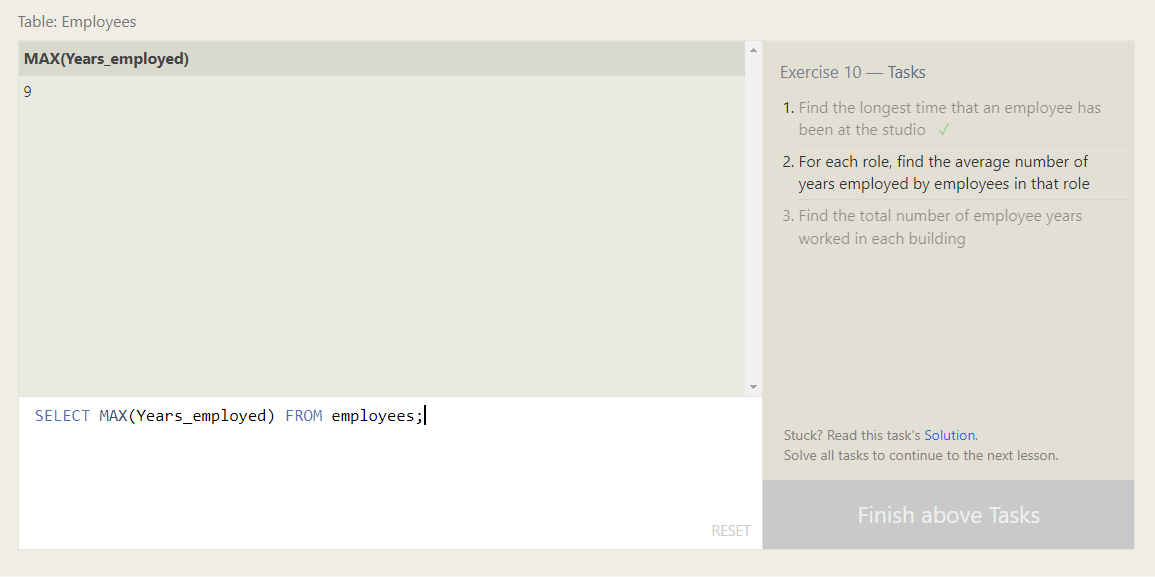 Table: Employees
MAX(Years_employed)
9
SELECT MAX(Years_employed) FROM employees;
RESET
Exercise 10 — Tasks
1. Find the longest time that an employee has
been at the studio ✓
2. For each role, find the average number of
years employed by employees in that role
3. Find the total number of employee years
worked in each building
Stuck? Read this task's Solution.
Solve all tasks to continue to the next lesson.
Finish above Tasks